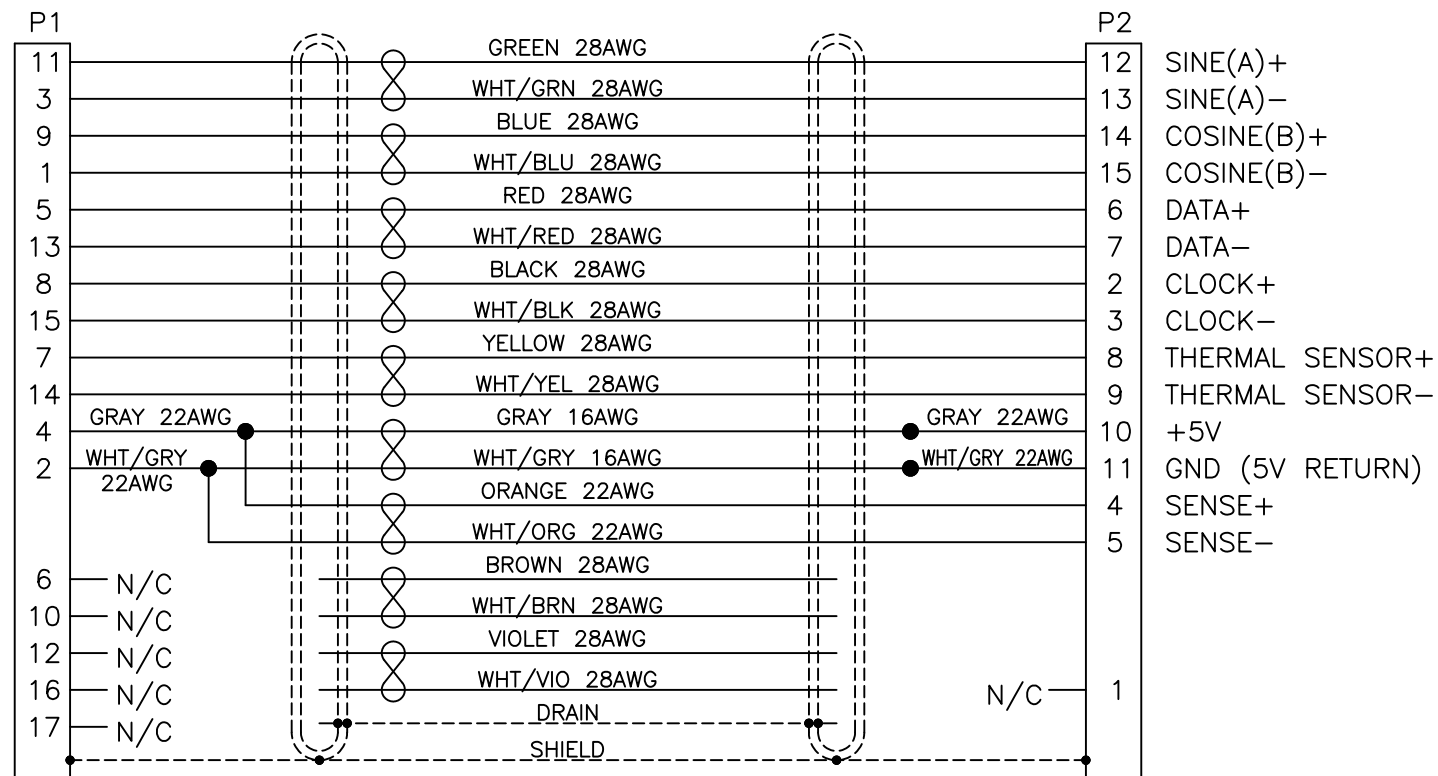 P1 P2
GREEN 28AWG
11 12 SINE(A)+
WHT/GRN 28AWG
3 13 SINE(A)−
BLUE 28AWG
9 14 COSINE(B)+
WHT/BLU 28AWG
1 15 COSINE(B)−
RED 28AWG
5 6 DATA+
WHT/RED 28AWG
13 7 DATA−
BLACK 28AWG
8 2 CLOCK+
WHT/BLK 28AWG
15 3 CLOCK−
YELLOW 28AWG
7 8 THERMAL SENSOR+
WHT/YEL 28AWG
14 9 THERMAL SENSOR−
GRAY 22AWG GRAY 16AWG GRAY 22AWG
4 10 +5V
WHT/GRY 22AWG WHT/GRY 16AWG WHT/GRY 22AWG
2 11 GND (5V RETURN)
ORANGE 22AWG
4 SENSE+
WHT/ORG 22AWG
5 SENSE−
BROWN 28AWG
6 N/C
WHT/BRN 28AWG
10 N/C
VIOLET 28AWG
12 N/C
WHT/VIO 28AWG
16 N/C N/C 1
DRAIN
17 N/C
SHIELD